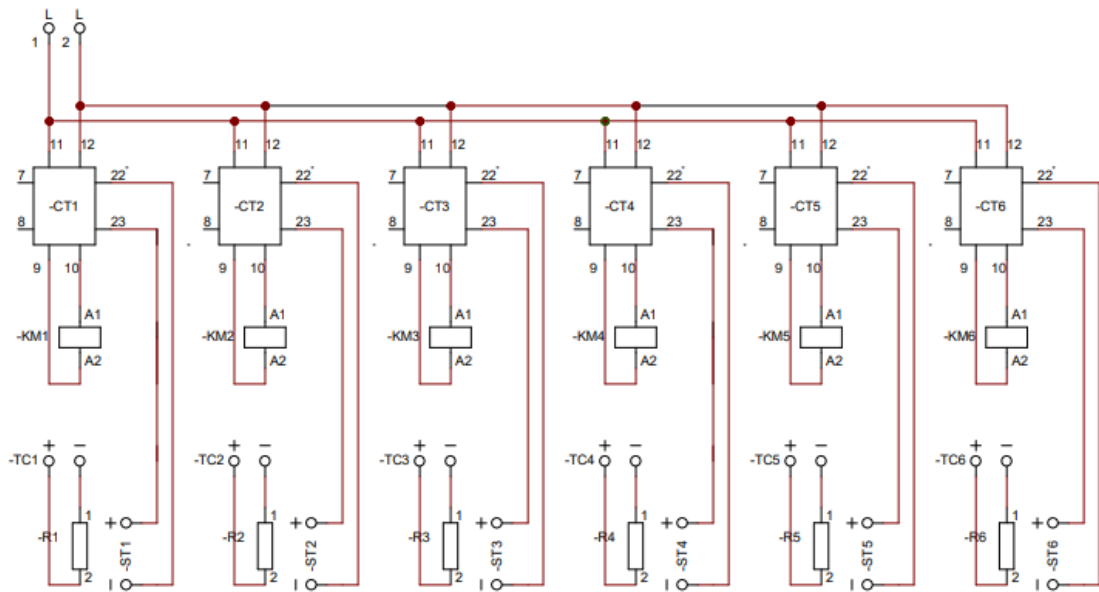 L L
1 2
11 12 11 12 11 12 11 12 11 12 11 12
7 22 7 22 7 22 7 22 7 22 7 22
-CT1 -CT2 -CT3 -CT4 -CT5 -CT6
8 23 8 23 8 23 8 23 8 23 8 23
9 10 9 10 9 10 9 10 9 10 9 10
A1 A1 A1 A1 A1 A1
-KM1 -KM2 -KM3 -KM4 -KM5 -KM6
A2 A2 A2 A2 A2 A2
+ − + − + − + − + − + −
-TC1 -TC2 -TC3 -TC4 -TC5 -TC6
1 + 1 + 1 + 1 + 1 + 1 +
-R1 -ST1 -R2 -ST2 -R3 -ST3 -R4 -ST4 -R5 -ST5 -R6 -ST6
2 − 2 − 2 − 2 − 2 − 2 −